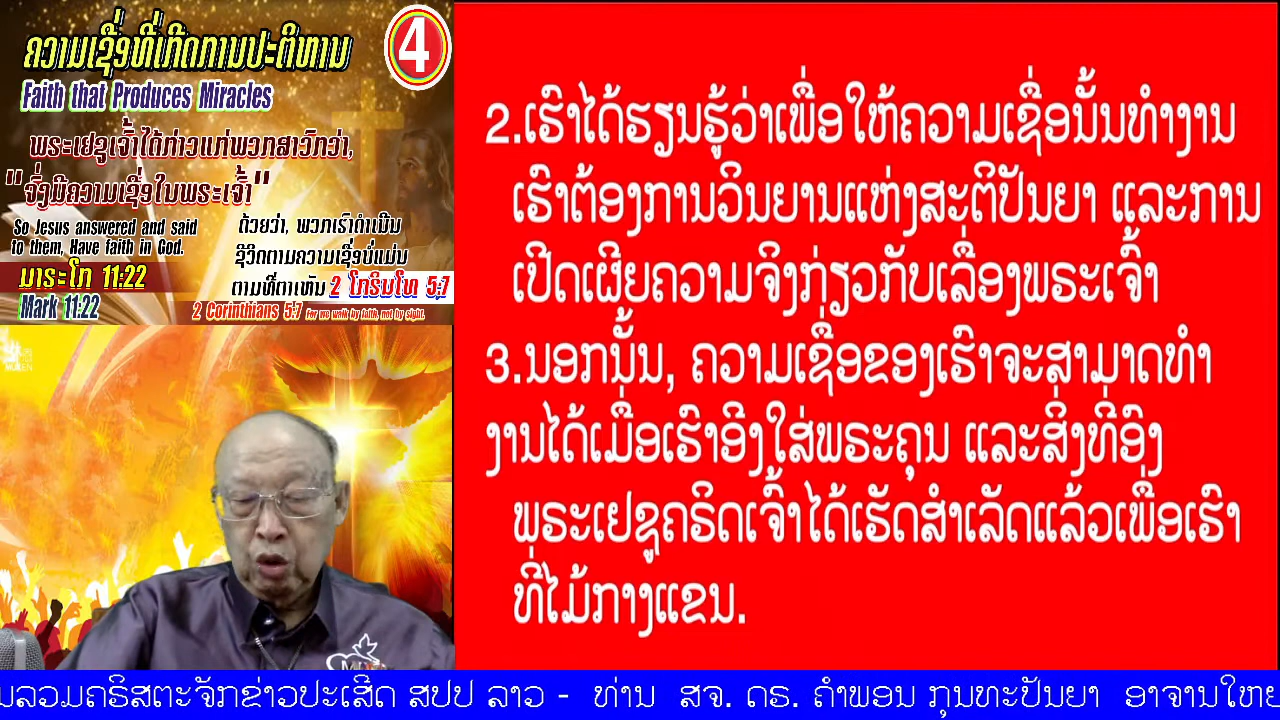 ຄວາມເຊື່ອທີ່ເກີດການປະຕິຫານ
4
Faith that Produces Miracles
ພຣະເຢຊູເຈົ້າໄດ້ກ່າວແກ່ພວກສາວົກວ່າ,
"ຈົ່ງມີຄວາມເຊື່ອໃນພຣະເຈົ້າ"
So Jesus answered and said
to them, Have faith in God.
ມາຣະໂກ 11:22
Mark 11:22
ດ້ວຍວ່າ, ພວກເຮົາດຳເນີນ
ຊີວິດຕາມຄວາມເຊື່ອບໍ່ແມ່ນ
ຕາມທີ່ຕາເຫັນ 2 ໂກຣິນໂທ 5:7
2 Corinthians 5:7 For we walk by faith, not by sight.
2.ເຮົາໄດ້ຮຽນຮູ້ວ່າເພື່ອໃຫ້ຄວາມເຊື່ອນັ້ນທຳງານ
ເຮົາຕ້ອງການວິນຍານແຫ່ງສະຕິປັນຍາ ແລະການ
ເປີດເຜີຍຄວາມຈິງກ່ຽວກັບເລື່ອງພຣະເຈົ້າ
3.ນອກນັ້ນ, ຄວາມເຊື່ອຂອງເຮົາຈະສາມາດທຳ
ງານໄດ້ເມື່ອເຮົາອີງໃສ່ພຣະຄຸນ ແລະສິ່ງທີ່ອົງ
ພຣະເຢຊູຄຣິດເຈົ້າໄດ້ເຮັດສຳເລັດແລ້ວເພື່ອເຮົາ
ທີ່ໄມ້ກາງແຂນ.
ມລວມຄຣິສຕະຈັກຂ່າວປະເສີດ ສປປ ລາວ - ທ່ານ ສຈ. ດຣ. ຄຳພອນ ກຸນທະປັນຍາ ອາຈານໃຫຍ